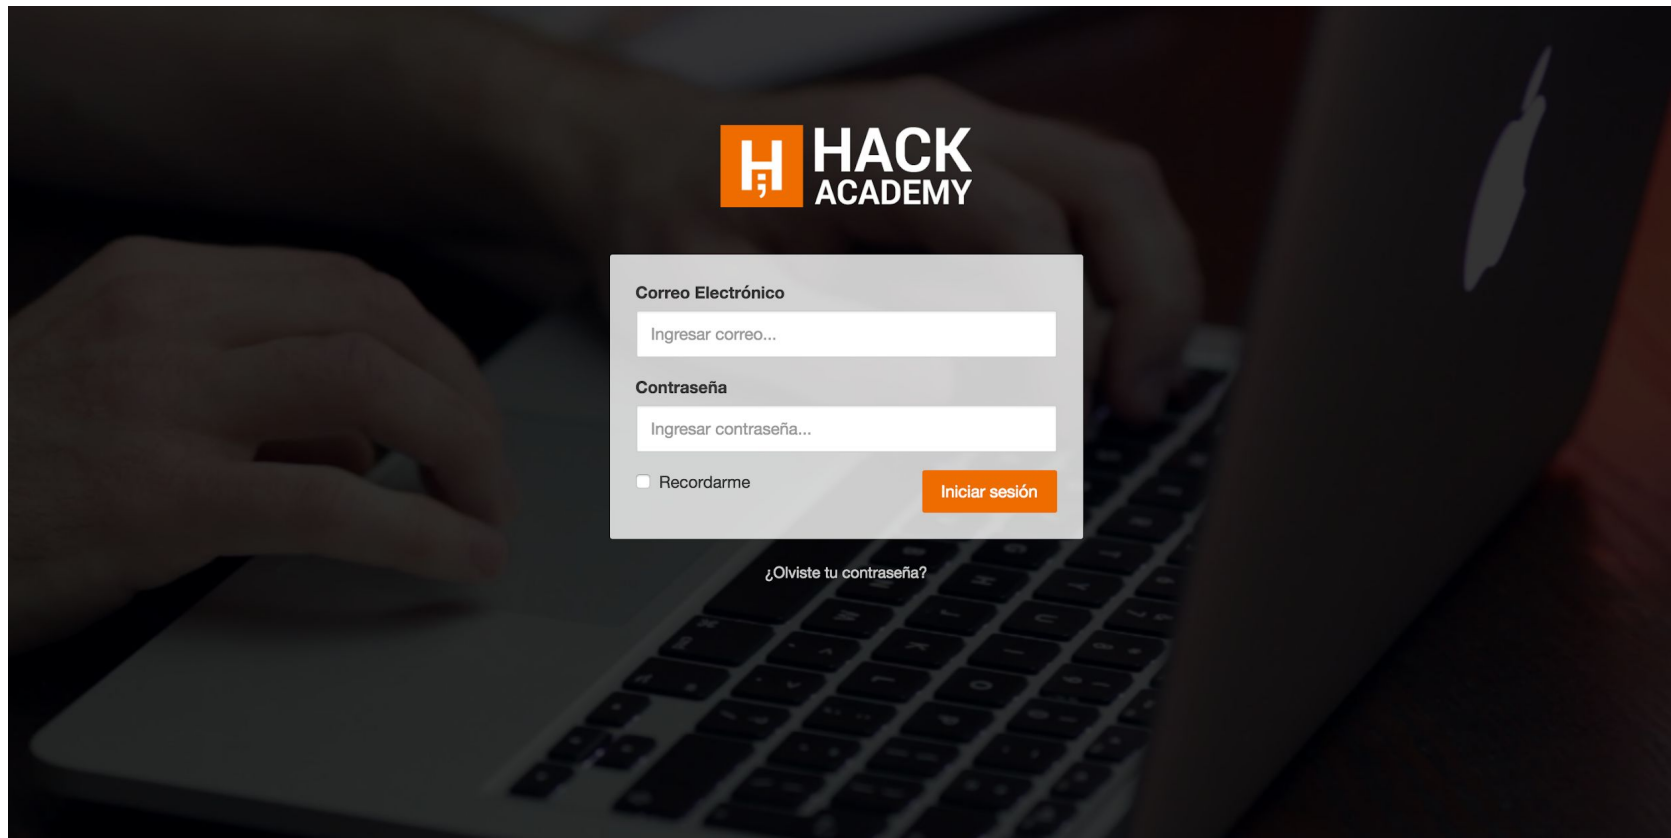 HACK
ACADEMY
Correo Electrónico
Ingresar correo...
Contraseña
Ingresar contraseña...
Recordarme
Iniciar sesión
¿Olviste tu contraseña?